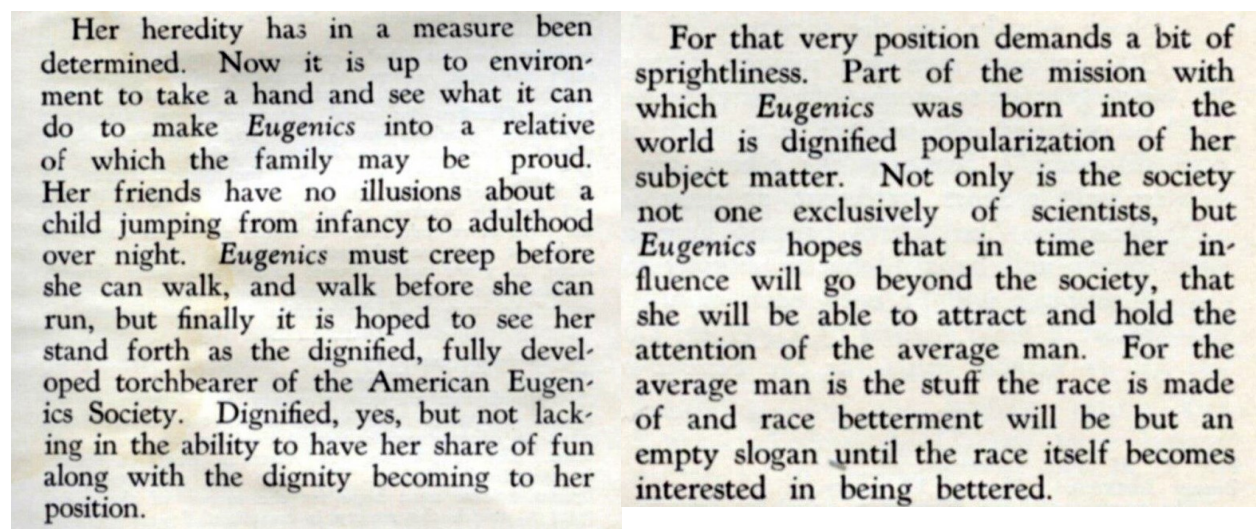 Her heredity has in a measure been
determined. Now it is up to environ-
ment to take a hand and see what it can
do to make Eugenics into a relative
of which the family may be proud.
Her friends have no illusions about a
child jumping from infancy to adulthood
over night. Eugenics must creep before
she can walk, and walk before she can
run, but finally it is hoped to see her
stand forth as the dignified, fully devel-
oped torchbearer of the American Eugen-
ics Society. Dignified, yes, but not lack-
ing in the ability to have her share of fun
along with the dignity becoming to her
position.
For that very position demands a bit of
sprightliness. Part of the mission with
which Eugenics was born into the
world is dignified popularization of her
subject matter. Not only is the society
not one exclusively of scientists, but
Eugenics hopes that in time her in-
fluence will go beyond the society, that
she will be able to attract and hold the
attention of the average man. For the
average man is the stuff the race is made
of and race betterment will be but an
empty slogan until the race itself becomes
interested in being bettered.